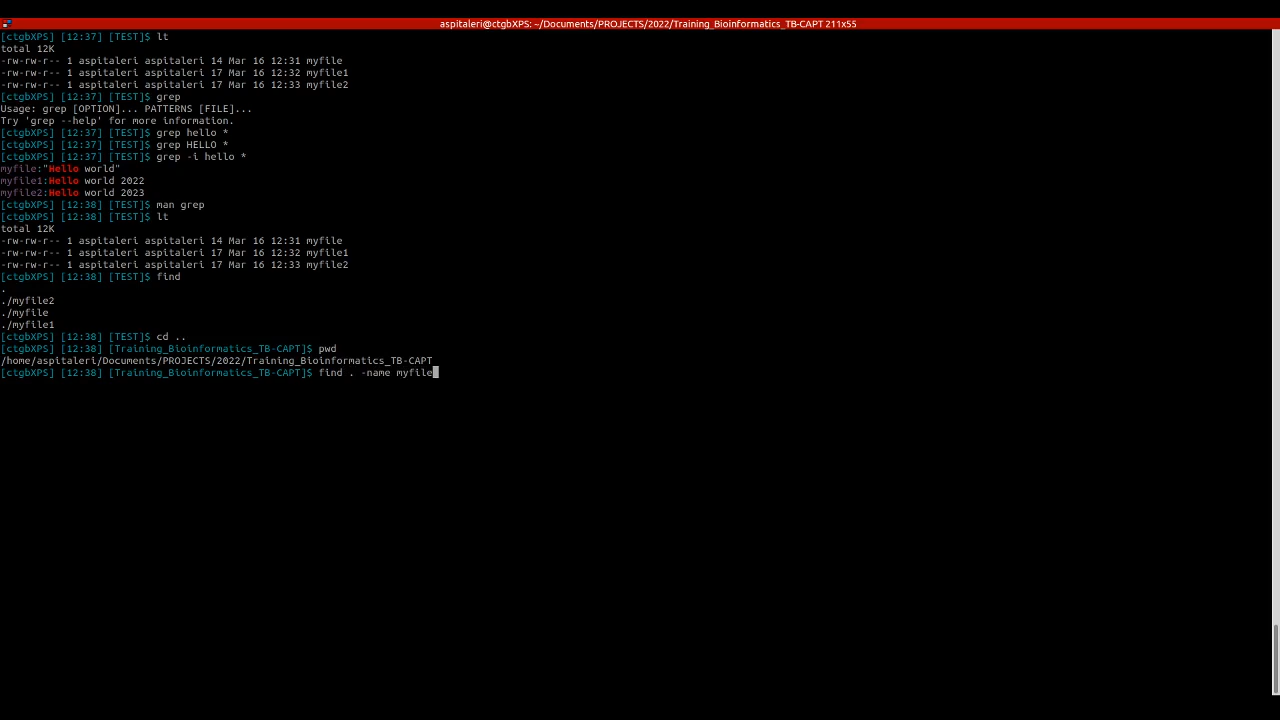 aspitaleri@ctgbXPS: ~/Documents/PROJECTS/2022/Training_Bioinformatics_TB-CAPT 211x55
[ctgbXPS] [12:37] [TEST]$ lt
total 12K
-rw-rw-r-- 1 aspitaleri aspitaleri 14 Mar 16 12:31 myfile
-rw-rw-r-- 1 aspitaleri aspitaleri 17 Mar 16 12:32 myfile1
-rw-rw-r-- 1 aspitaleri aspitaleri 17 Mar 16 12:33 myfile2
[ctgbXPS] [12:37] [TEST]$ grep
Usage: grep [OPTION]... PATTERNS [FILE]...
Try 'grep --help' for more information.
[ctgbXPS] [12:37] [TEST]$ grep hello *
[ctgbXPS] [12:37] [TEST]$ grep HELLO *
[ctgbXPS] [12:37] [TEST]$ grep -i hello *
myfile:"Hello world"
myfile1:Hello world 2022
myfile2:Hello world 2023
[ctgbXPS] [12:38] [TEST]$ man grep
[ctgbXPS] [12:38] [TEST]$ lt
total 12K
-rw-rw-r-- 1 aspitaleri aspitaleri 14 Mar 16 12:31 myfile
-rw-rw-r-- 1 aspitaleri aspitaleri 17 Mar 16 12:32 myfile1
-rw-rw-r-- 1 aspitaleri aspitaleri 17 Mar 16 12:33 myfile2
[ctgbXPS] [12:38] [TEST]$ find
.
./myfile2
./myfile
./myfile1
[ctgbXPS] [12:38] [TEST]$ cd ..
[ctgbXPS] [12:38] [Training_Bioinformatics_TB-CAPT]$ pwd
/home/aspitaleri/Documents/PROJECTS/2022/Training_Bioinformatics_TB-CAPT
[ctgbXPS] [12:38] [Training_Bioinformatics_TB-CAPT]$ find . -name myfile